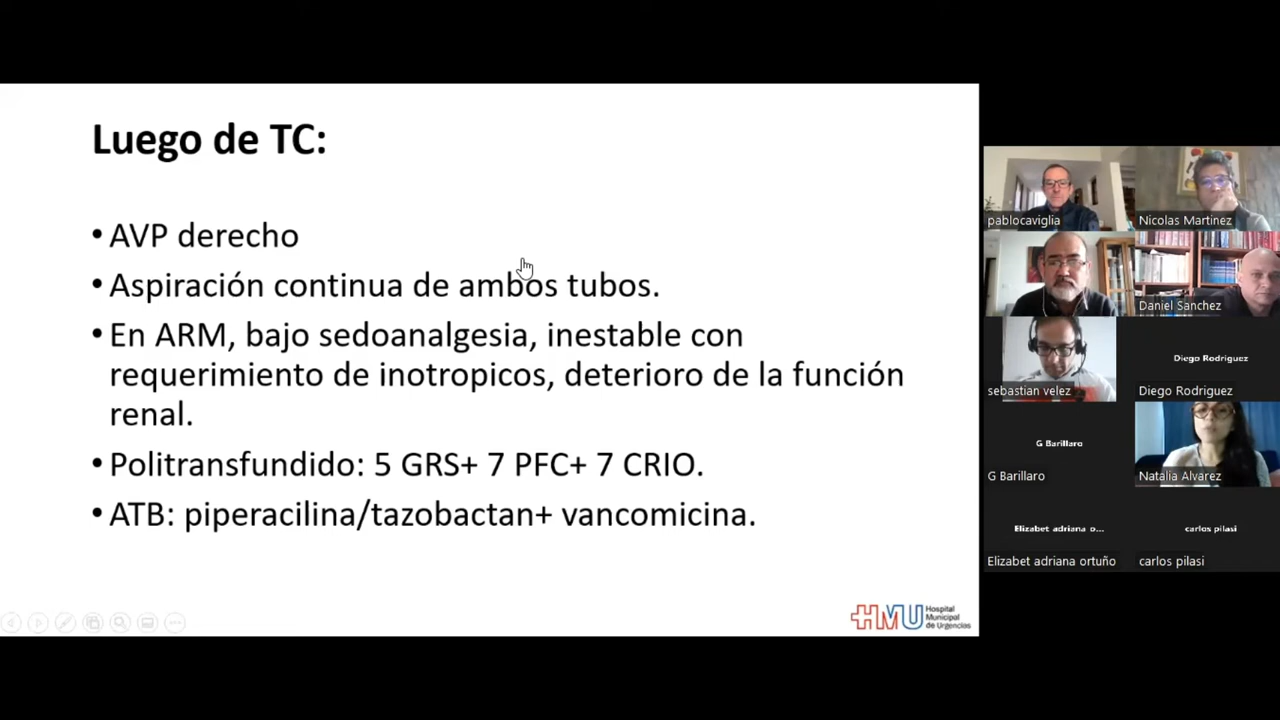 Luego de TC:
• AVP derecho
• Aspiración continua de ambos tubos.
• En ARM, bajo sedoanalgesia, inestable con
requerimiento de inotropicos, deterioro de la función
renal.
• Politransfundido: 5 GRS+ 7 PFC+ 7 CRIO.
• ATB: piperacilina/tazobactan+ vancomicina.
HMU
Hospital
Municipal
de Urgencias
pablocaviglia
Nicolas Martinez
Daniel Sanchez
sebastian velez
Diego Rodriguez
Diego Rodriguez
G Barillaro
G Barillaro
Natalia Alvarez
Elizabet adriana o...
Elizabet adriana ortuño
carlos pilasi
carlos pilasi